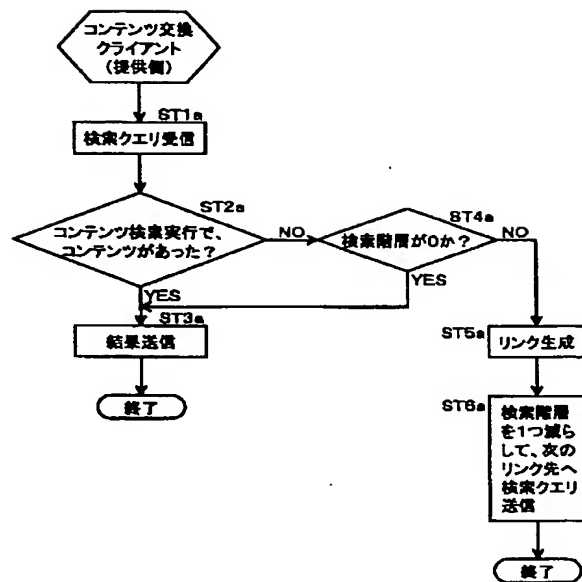 コンテンツ交換
クライアント
(提供側)
ST1a
検索クエリ受信
ST2a
コンテンツ検索実行で、
コンテンツがあった?
NO
YES
ST4a
検索階層が0か?
NO
YES
ST3a
結果送信
終了
ST5a
リンク生成
ST6a
検索階層
を1つ減ら
して、次の
リンク先へ
検索クエリ
送信
終了